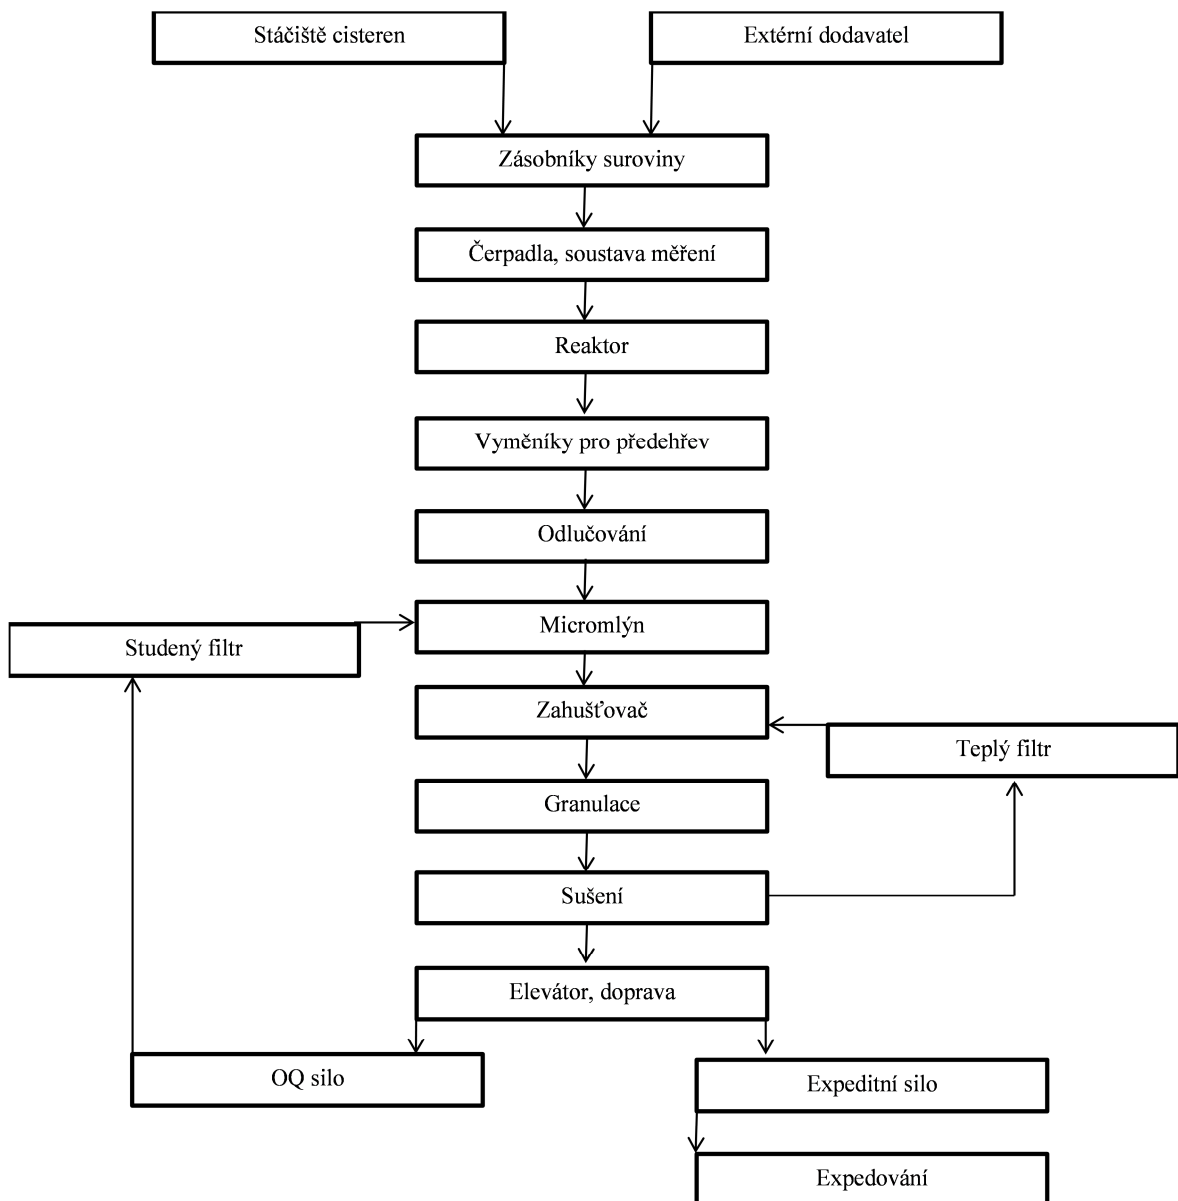 Stáčiště cisteren
Extérní dodavatel
Zásobníky suroviny
Čerpadla, soustava měření
Reaktor
Vyměníky pro předehřev
Odlučování
Micromlýn
Studený filtr
Zahušťovač
Teplý filtr
Granulace
Sušení
Elevátor, doprava
OQ silo
Expeditní silo
Expedování